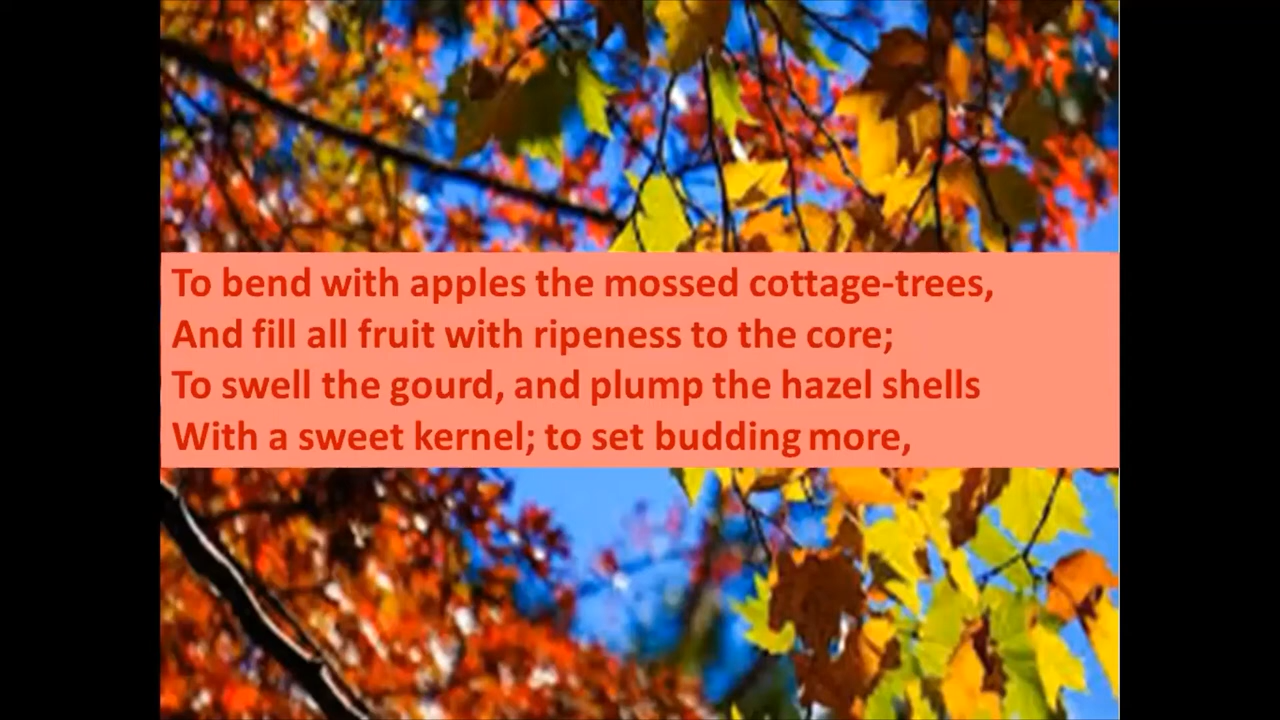 To bend with apples the mossed cottage-trees,
And fill all fruit with ripeness to the core;
To swell the gourd, and plump the hazel shells
With a sweet kernel; to set budding more,